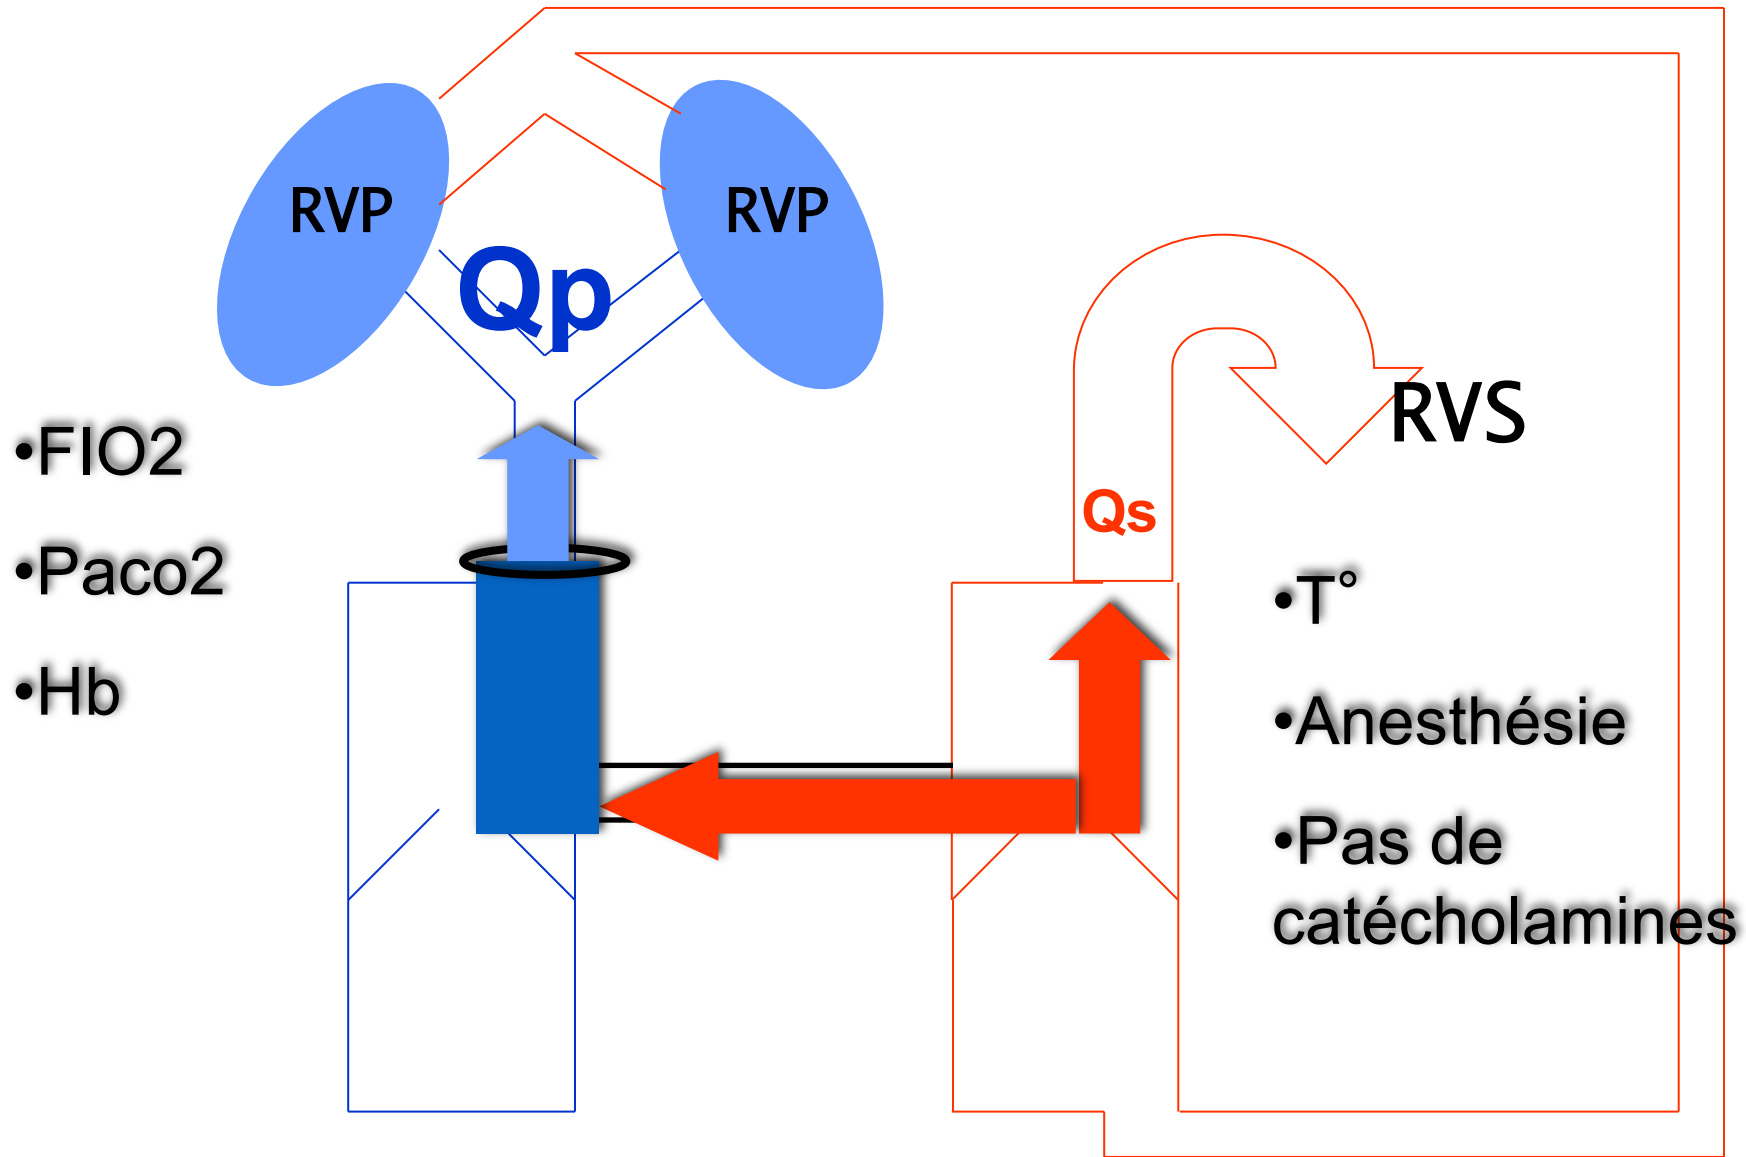 RVP
RVP
Qp
RVS
•FIO2
Qs
•Paco2
•T°
•Hb
•Anesthésie
•Pas de
catécholamines